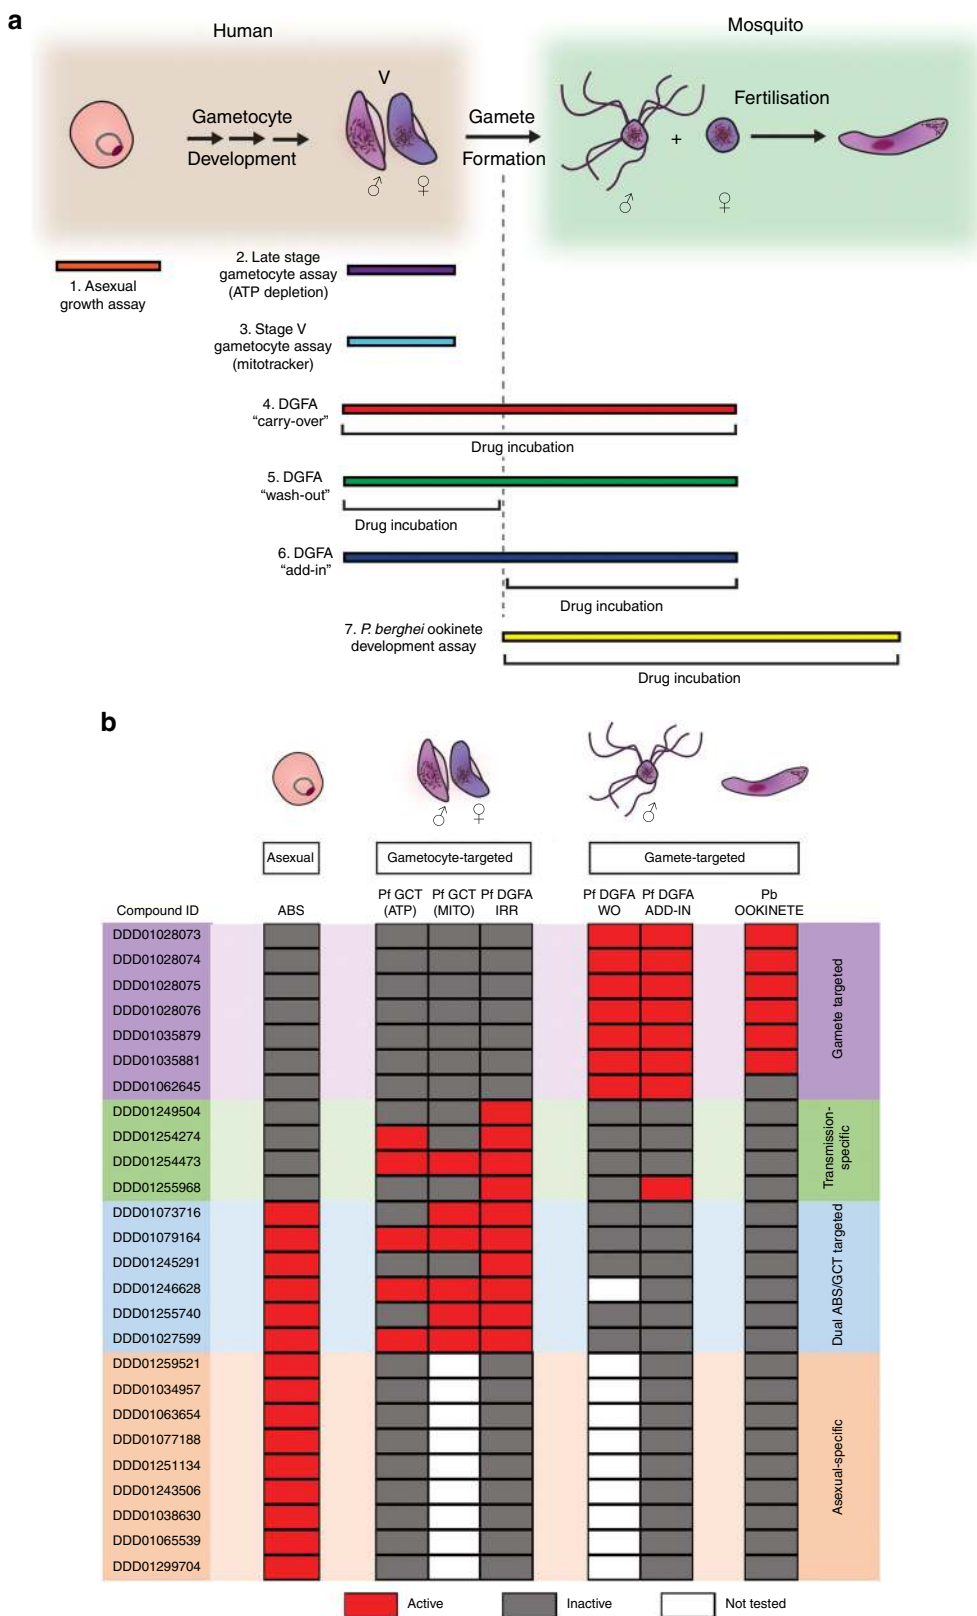 a
Human
Mosquito
V
Gametocyte
Development
Gamete
Formation
Fertilisation
+
♂
♀
♂
♀
1. Asexual
growth assay
2. Late stage
gametocyte assay
(ATP depletion)
3. Stage V
gametocyte assay
(mitotracker)
4. DGFA
“carry-over”
Drug incubation
5. DGFA
“wash-out”
Drug incubation
6. DGFA
“add-in”
Drug incubation
7. P. berghei ookinete
development assay
Drug incubation
b
♂
♀
♂
Asexual
Gametocyte-targeted
Gamete-targeted
Compound ID
ABS
Pf GCT
(ATP)
Pf GCT
(MITO)
Pf DGFA
IRR
Pf DGFA
WO
Pf DGFA
ADD-IN
Pb
OOKINETE
DDD01028073
DDD01028074
DDD01028075
DDD01028076
DDD01035879
DDD01035881
DDD01062645
Gamete targeted
DDD01249504
DDD01254274
DDD01254473
DDD01255968
Transmission-
specific
DDD01073716
DDD01079164
DDD01245291
DDD01246628
DDD01255740
DDD01027599
Dual ABS/GCT targeted
DDD01259521
DDD01034957
DDD01063654
DDD01077188
DDD01251134
DDD01243506
DDD01038630
DDD01065539
DDD01299704
Asexual-specific
Active
Inactive
Not tested